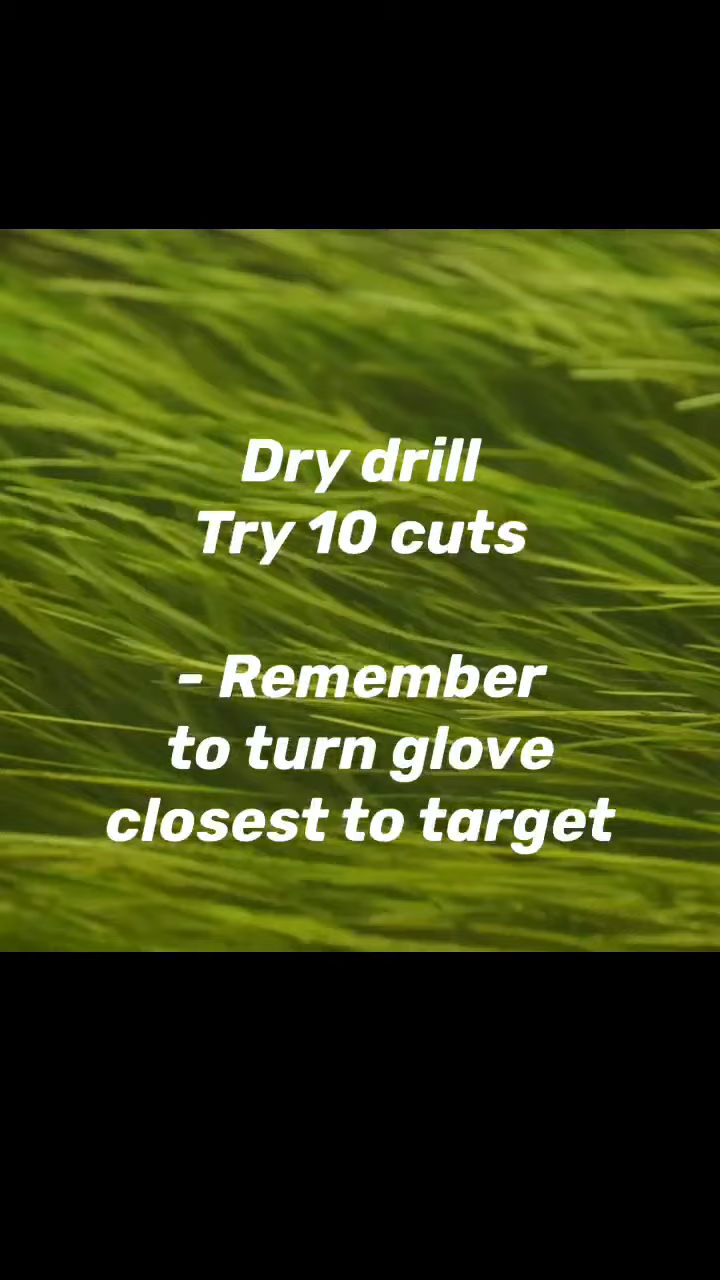 Dry drill
Try 10 cuts
- Remember
to turn glove
closest to target